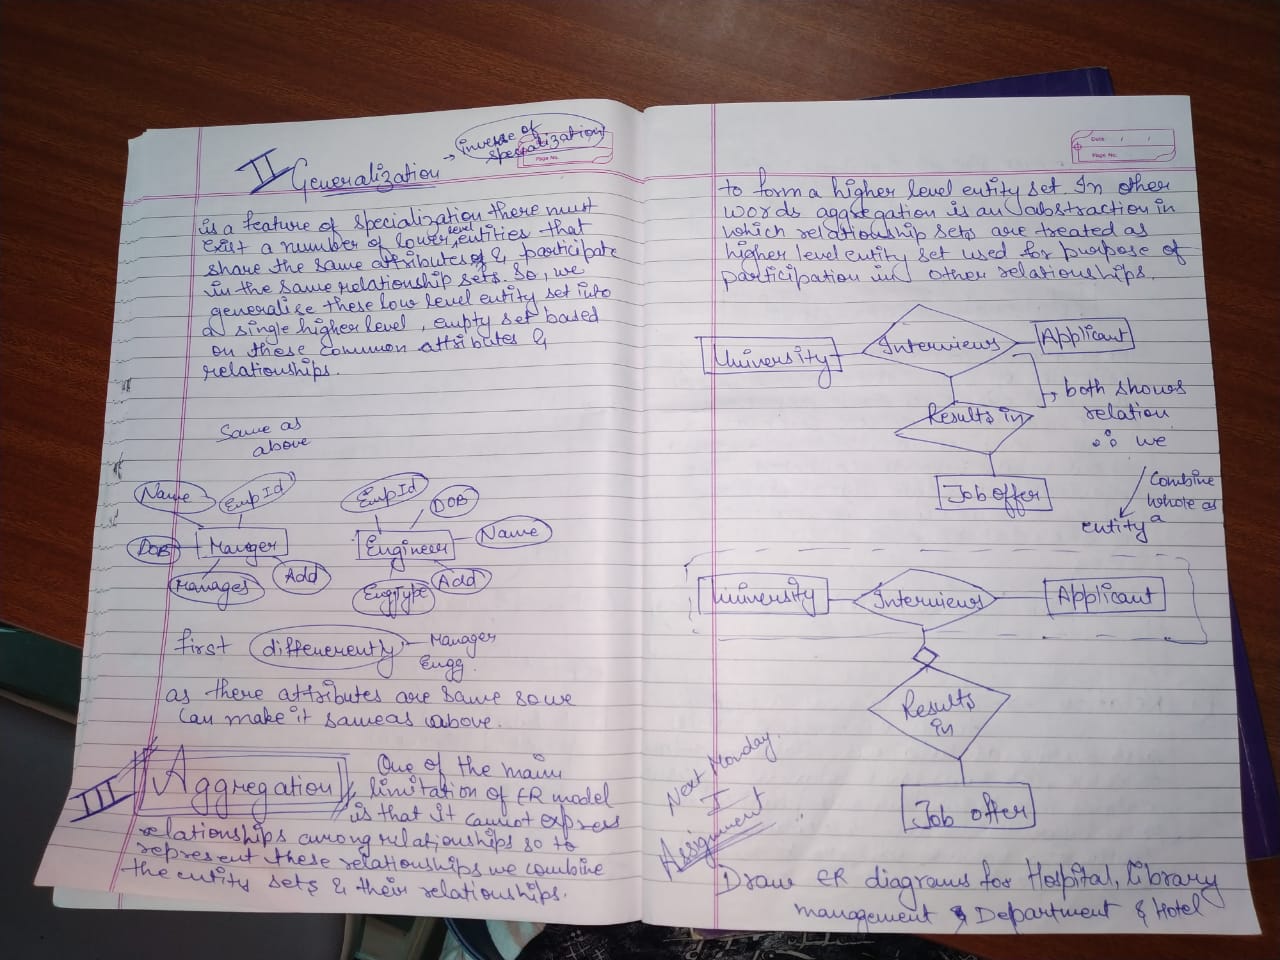 II Generalization → inverse of
specialization
Page No.
is a feature of specialization there must
exist a number of lower level entities that
share the same attributes of & participate
in the same relationship sets. So, we
generalise these low level entity set into
a single higher level, empty set based
on these common attributes &
relationships.
Same as
above
Name
Emp Id
DOB
Manger
Manages
Add
Emp Id
DOB
Name
Engineer
EnggType
Add
first differerently - Manager
Engg.
as there attributes are same so we
can make it same as above.
III Aggregation One of the main
limitation of ER model
is that it cannot express
relationships among relationships so to
represent these relationships we combine
the entity sets & their relationships.
Date / /
Page No.
to form a higher level entity set. In other
words aggregation is an abstraction in
which relationship sets are treated as
higher level entity set used for purpose of
participation in other relationships.
University
Interviews
Applicant
Results in
Job offer
→ both shows
relation
∴ we
Combine
whole as
a
entity
University
Interviews
Applicant
Results
in
Job offer
Next Monday.
I
Assignment
Draw ER diagrams for Hospital, library
management & Department & Hotel